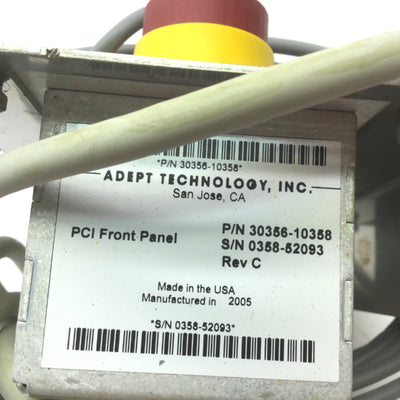 *P/N 30356-10358*
ADEPT TECHNOLOGY, INC.
San Jose, CA
PCI Front Panel
P/N 30356-10358
S/N 0358-52093
Rev C
Made in the USA
Manufactured in 2005
*S/N 0358-52093*